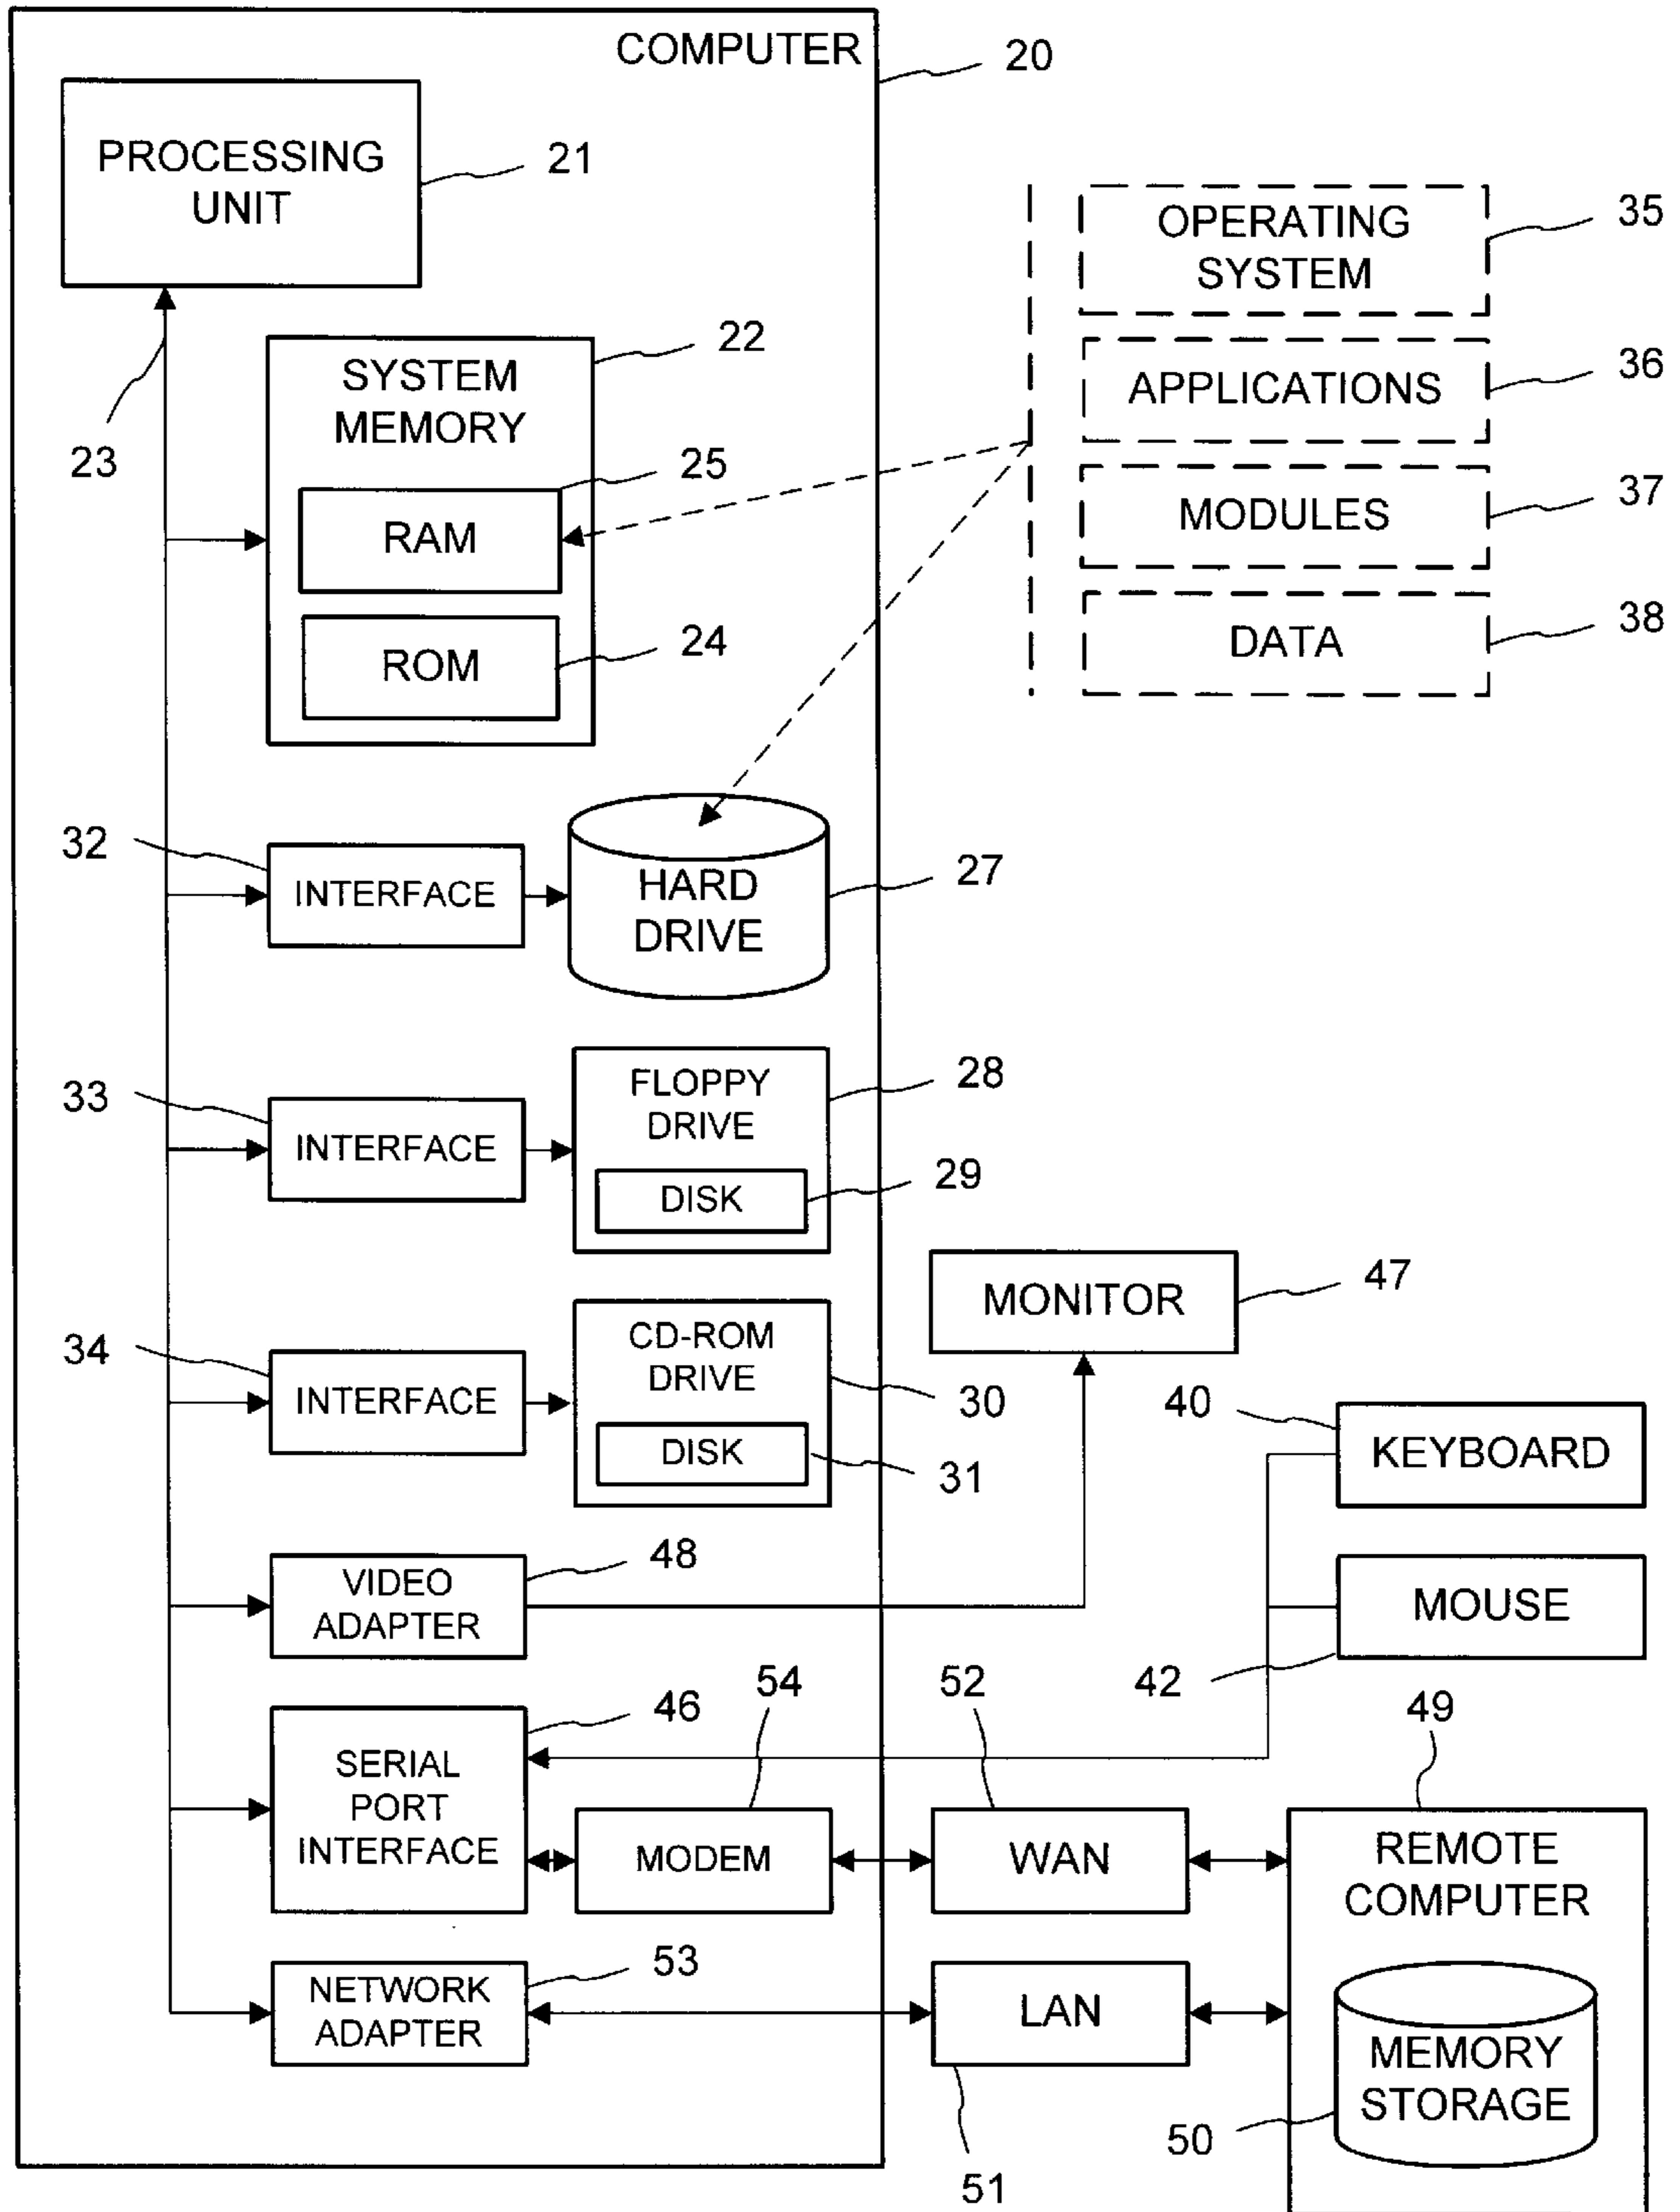 COMPUTER
20
PROCESSING
UNIT
21
23
SYSTEM
MEMORY
22
25
RAM
24
ROM
OPERATING
SYSTEM
35
APPLICATIONS
36
MODULES
37
DATA
38
32
INTERFACE
HARD
DRIVE
27
33
INTERFACE
FLOPPY
DRIVE
28
DISK
29
34
INTERFACE
CD-ROM
DRIVE
30
DISK
31
MONITOR
47
40
KEYBOARD
MOUSE
42
VIDEO
ADAPTER
48
46
SERIAL
PORT
INTERFACE
54
MODEM
52
WAN
49
REMOTE
COMPUTER
NETWORK
ADAPTER
53
LAN
51
MEMORY
STORAGE
50